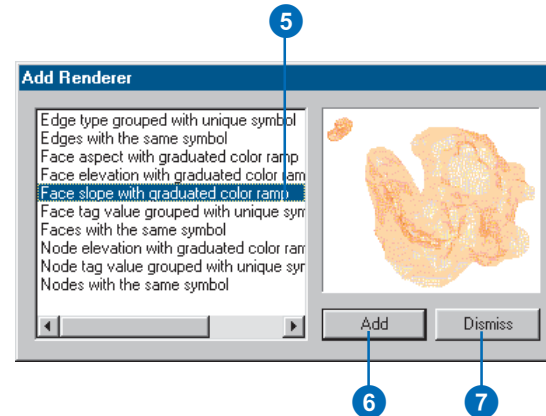 5
Add Renderer
Edge type grouped with unique symbol
Edges with the same symbol
Face aspect with graduated color ramp
Face elevation with graduated color ram
Face slope with graduated color ramp
Face tag value grouped with unique sym
Faces with the same symbol
Node elevation with graduated color ram
Node tag value grouped with unique syr
Nodes with the same symbol
Add Dismiss
6 7